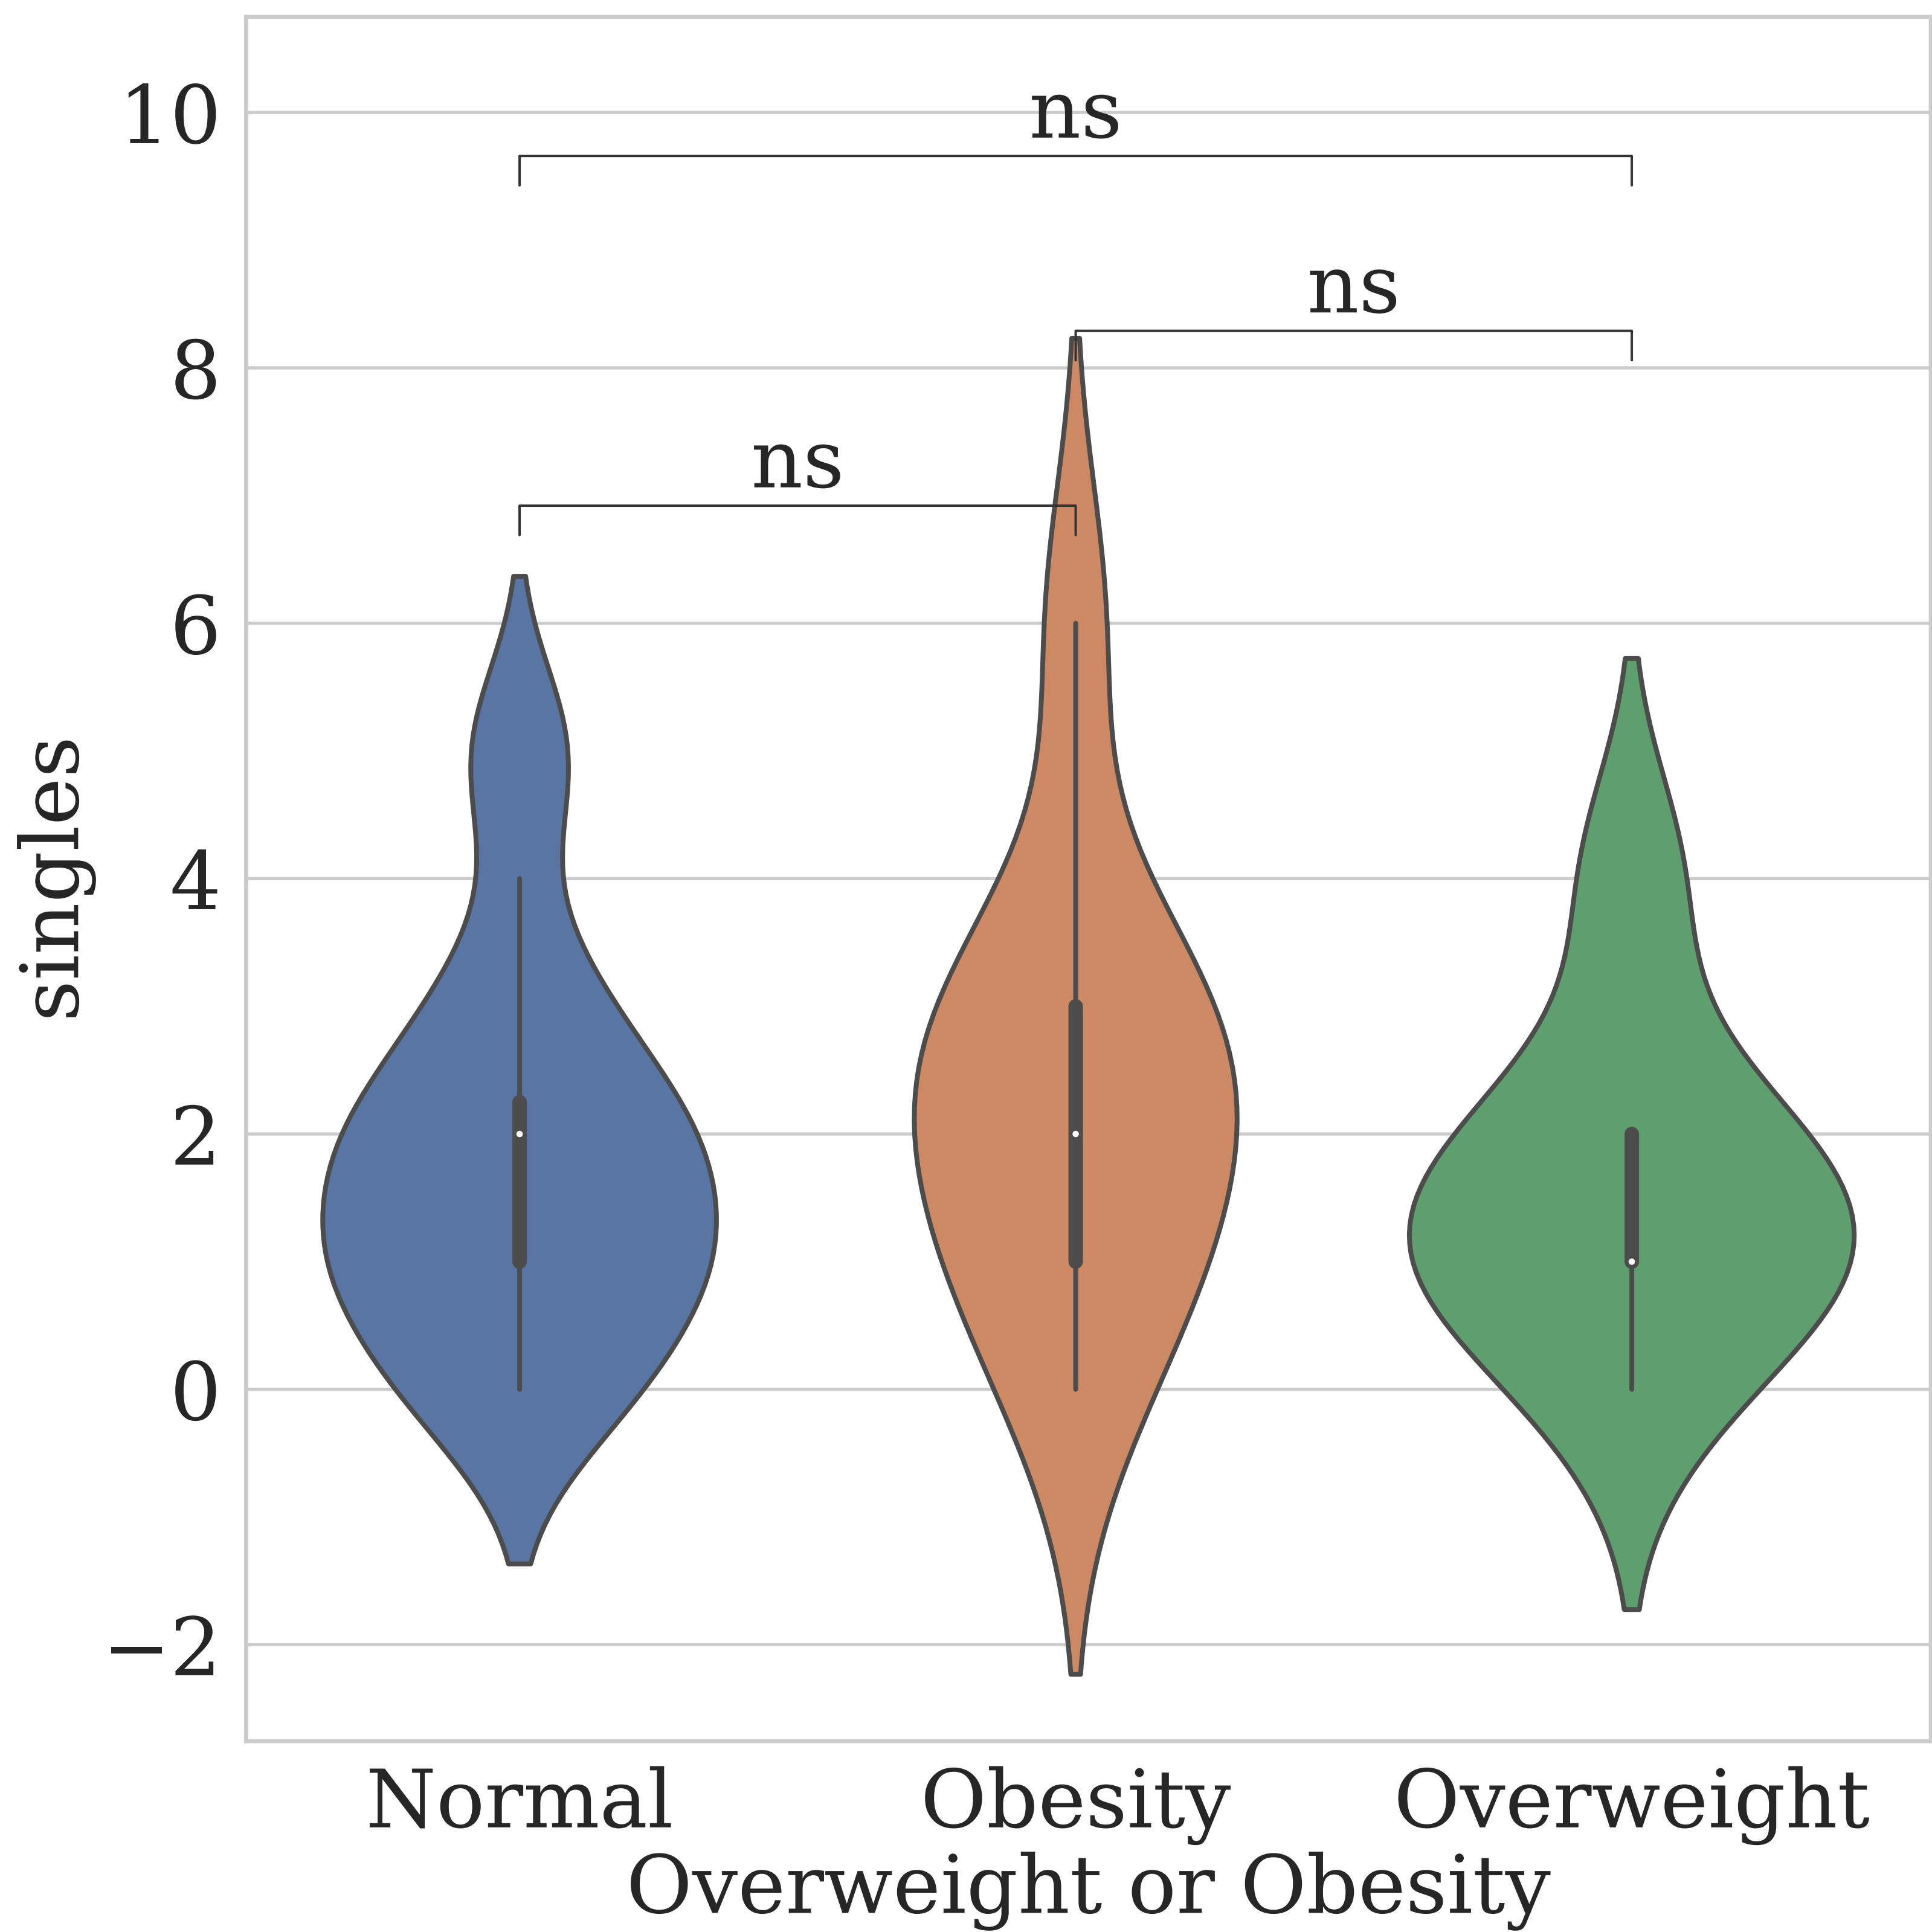 10
ns
ns
8
ns
6
4
2
0
−2
singles
Normal Obesity Overweight
Overweight or Obesity